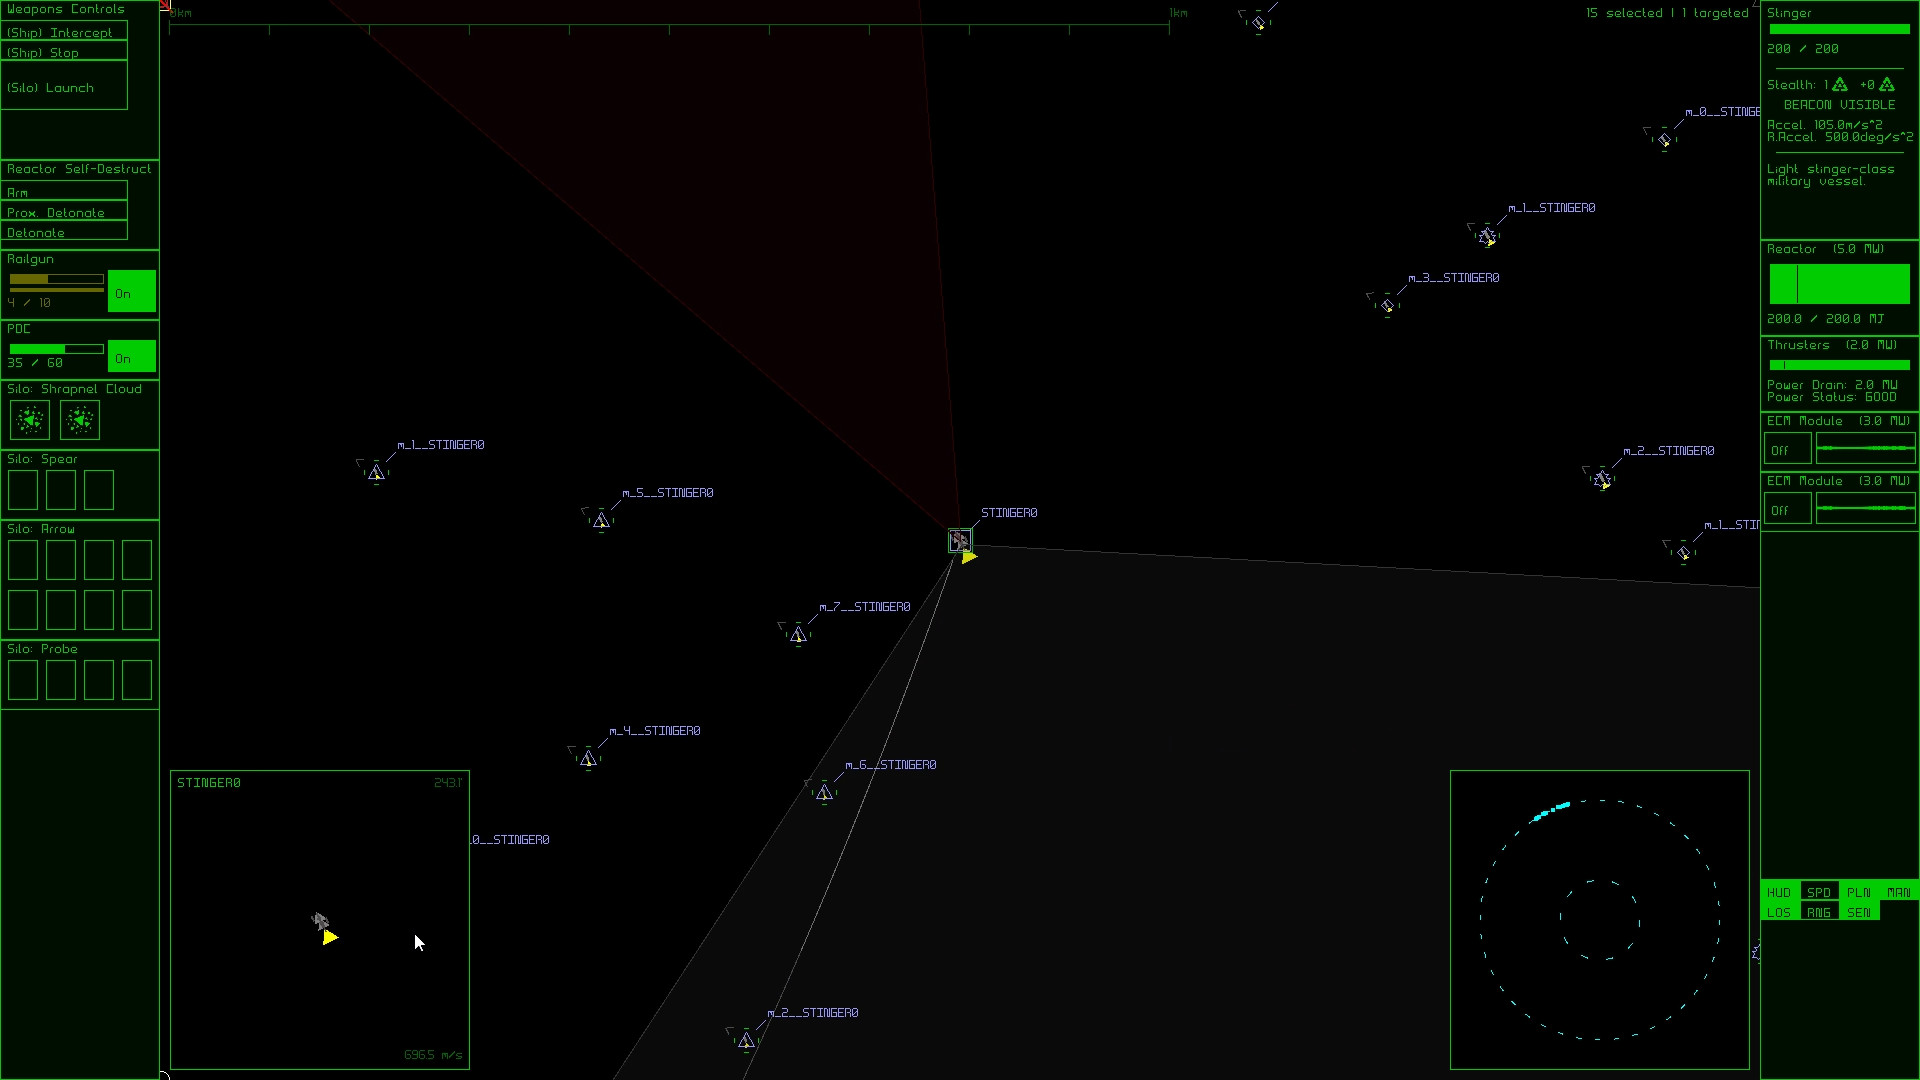 Weapons Controls
(Ship) Intercept
(Ship) Stop
(Silo) Launch
Reactor Self-Destruct
Arm
Prox. Detonate
Detonate
Railgun
On
4 / 10
PDC
On
35 / 60
Silo: Shrapnel Cloud
Silo: Spear
Silo: Arrow
Silo: Probe
0km
1km
15 selected | 1 targeted
m_0__STINGE
m_1__STINGER0
m_3__STINGER0
m_1__STINGER0
m_2__STINGER0
m_5__STINGER0
STINGER0
m_1__STIN
m_7__STINGER0
m_4__STINGER0
m_6__STINGER0
STINGER0
0__STINGER0
m_2__STINGER0
696.5 m/s
Stinger
200 / 200
Stealth: 1 +0
BEACON VISIBLE
Accel. 105.0m/s^2
R.Accel. 500.0deg/s^2
Light stinger-class
military vessel.
Reactor (5.0 MW)
200.0 / 200.0 MJ
Thrusters (2.0 MW)
Power Drain: 2.0 MW
Power Status: GOOD
ECM Module (3.0 MW)
Off
ECM Module (3.0 MW)
Off
HUD SPD PLN MAN
LOS RNG SEN